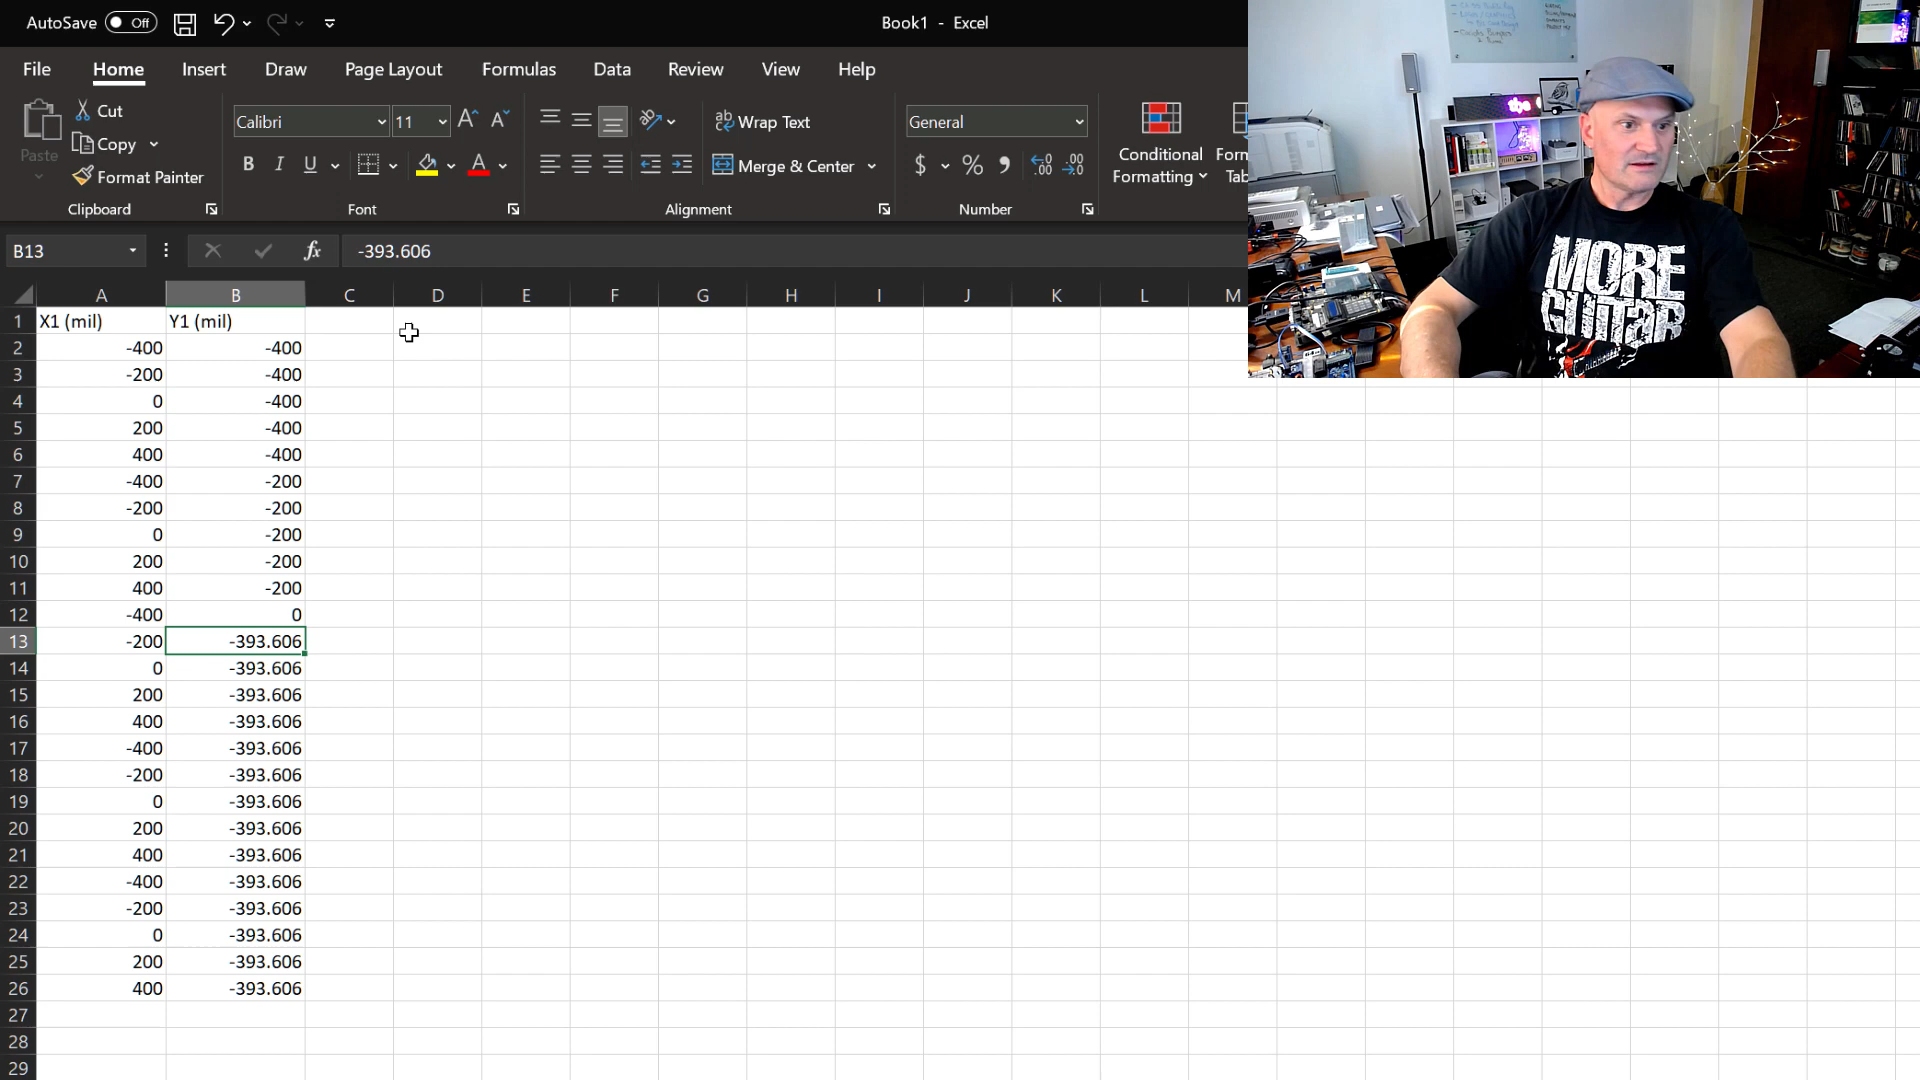 AutoSave Off Book1 - Excel
File Home Insert Draw Page Layout Formulas Data Review View Help
Paste Cut
Copy
Format Painter
Clipboard
Calibri 11
B I U A
Font
ab Wrap Text
Merge & Center
Alignment
General
$ % 9 .00
Number
Conditional
Formatting
MORE
GUITAR
B13 fx -393.606
A B C D E F G H I J K L M
1 X1 (mil) Y1 (mil)
2 -400 -400
3 -200 -400
4 0 -400
5 200 -400
6 400 -400
7 -400 -200
8 -200 -200
9 0 -200
10 200 -200
11 400 -200
12 -400 0
13 -200 -393.606
14 0 -393.606
15 200 -393.606
16 400 -393.606
17 -400 -393.606
18 -200 -393.606
19 0 -393.606
20 200 -393.606
21 400 -393.606
22 -400 -393.606
23 -200 -393.606
24 0 -393.606
25 200 -393.606
26 400 -393.606
27
28
29